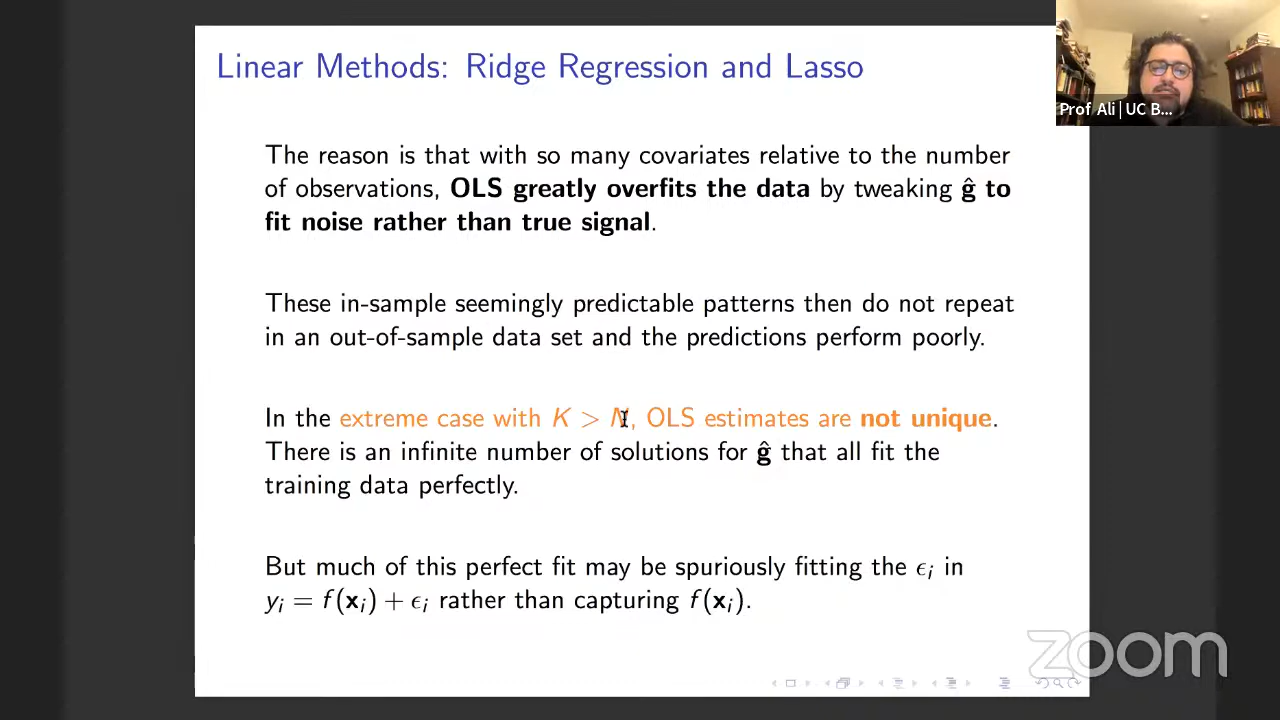 Linear Methods: Ridge Regression and Lasso
Prof Ali | UC B...
The reason is that with so many covariates relative to the number
of observations, OLS greatly overfits the data by tweaking ĝ to
fit noise rather than true signal.
These in-sample seemingly predictable patterns then do not repeat
in an out-of-sample data set and the predictions perform poorly.
In the extreme case with K > N, OLS estimates are not unique.
There is an infinite number of solutions for ĝ that all fit the
training data perfectly.
But much of this perfect fit may be spuriously fitting the ϵᵢ in
yᵢ = f(xᵢ) + ϵᵢ rather than capturing f(xᵢ).
zoom